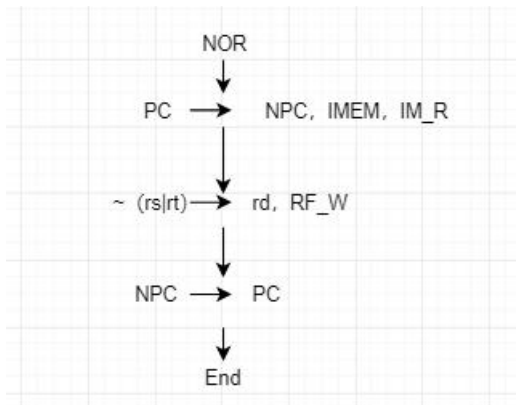 NOR
PC NPC, IMEM, IM_R
~ (rs|rt) rd, RF_W
NPC PC
End